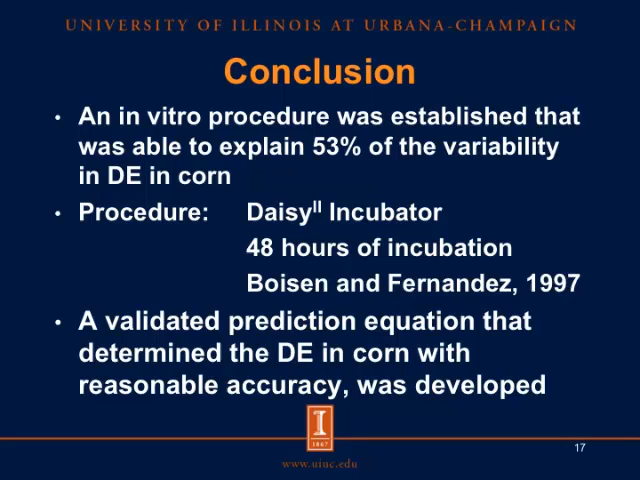 UNIVERSITY OF ILLINOIS AT URBANA-CHAMPAIGN
Conclusion
• An in vitro procedure was established that
was able to explain 53% of the variability
in DE in corn
• Procedure: Daisy^II Incubator
48 hours of incubation
Boisen and Fernandez, 1997
• A validated prediction equation that
determined the DE in corn with
reasonable accuracy, was developed
I
1867
17
www.uiuc.edu